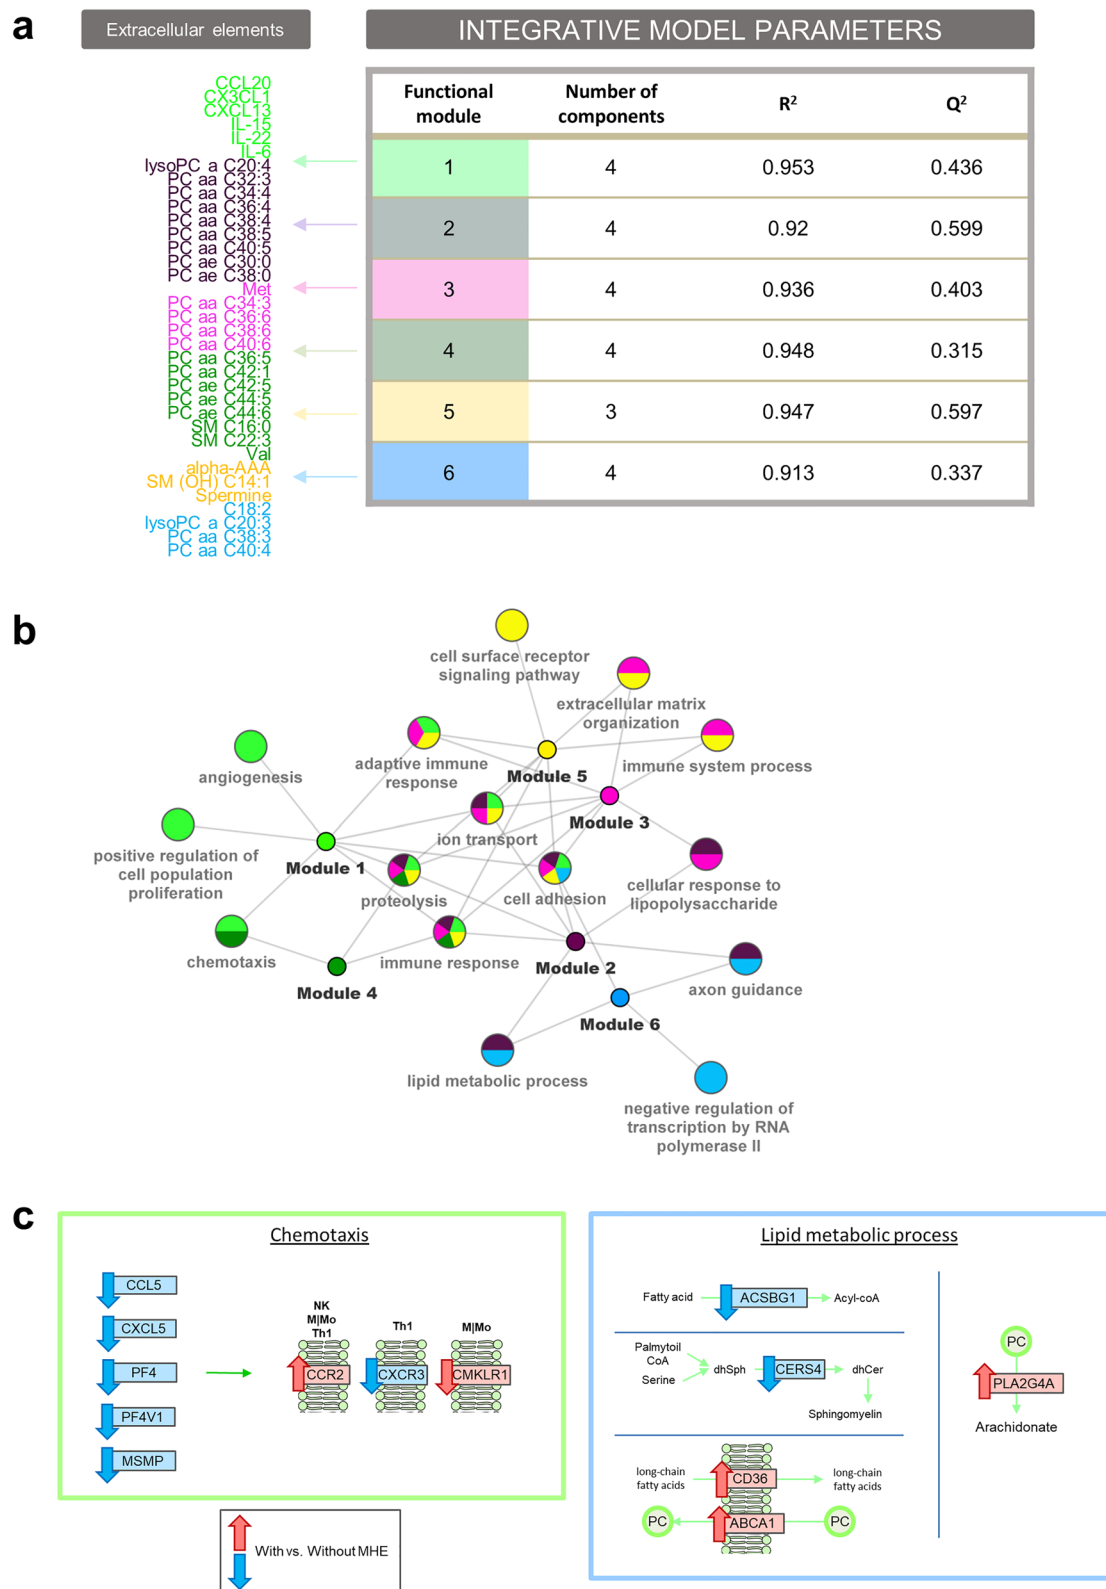 a
Extracellular elements
INTEGRATIVE MODEL PARAMETERS
CCL20
CX3CL1
CXCL13
IL-15
IL-22
IL-6
lysoPC a C20:4
PC aa C32:3
PC aa C34:4
PC aa C36:4
PC aa C38:4
PC aa C38:5
PC aa C40:5
PC ae C30:0
PC ae C38:0
Met
PC aa C34:3
PC aa C36:6
PC aa C38:6
PC aa C40:6
PC aa C36:5
PC aa C42:1
PC ae C42:5
PC ae C44:5
PC ae C44:6
SM C16:0
SM C22:3
Val
alpha-AAA
SM (OH) C14:1
Spermine
C18:2
lysoPC a C20:3
PC aa C38:3
PC aa C40:4
Functional module Number of components R² Q²
1 4 0.953 0.436
2 4 0.92 0.599
3 4 0.936 0.403
4 4 0.948 0.315
5 3 0.947 0.597
6 4 0.913 0.337
b
cell surface receptor
signaling pathway
extracellular matrix
organization
angiogenesis
adaptive immune
response
Module 5
immune system process
Module 3
ion transport
positive regulation of
cell population
proliferation
Module 1
proteolysis
cell adhesion
cellular response to
lipopolysaccharide
chemotaxis
immune response
Module 2
Module 4
axon guidance
Module 6
lipid metabolic process
negative regulation of
transcription by RNA
polymerase II
c
Chemotaxis
CCL5
CXCL5
PF4
PF4V1
MSMP
NK
M|Mo
Th1
CCR2
Th1
CXCR3
M|Mo
CMKLR1
With vs. Without MHE
Lipid metabolic process
Fatty acid
ACSBG1
Acyl-coA
Palmytoil
CoA
Serine
dhSph
CERS4
dhCer
Sphingomyelin
long-chain
fatty acids
CD36
long-chain
fatty acids
PC
ABCA1
PC
PC
PLA2G4A
Arachidonate